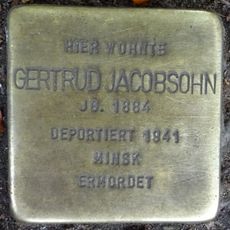 HIER WOHNTE
GERTRUD JACOBSOHN
JG. 1884
DEPORTIERT 1941
MINSK
ERMORDET